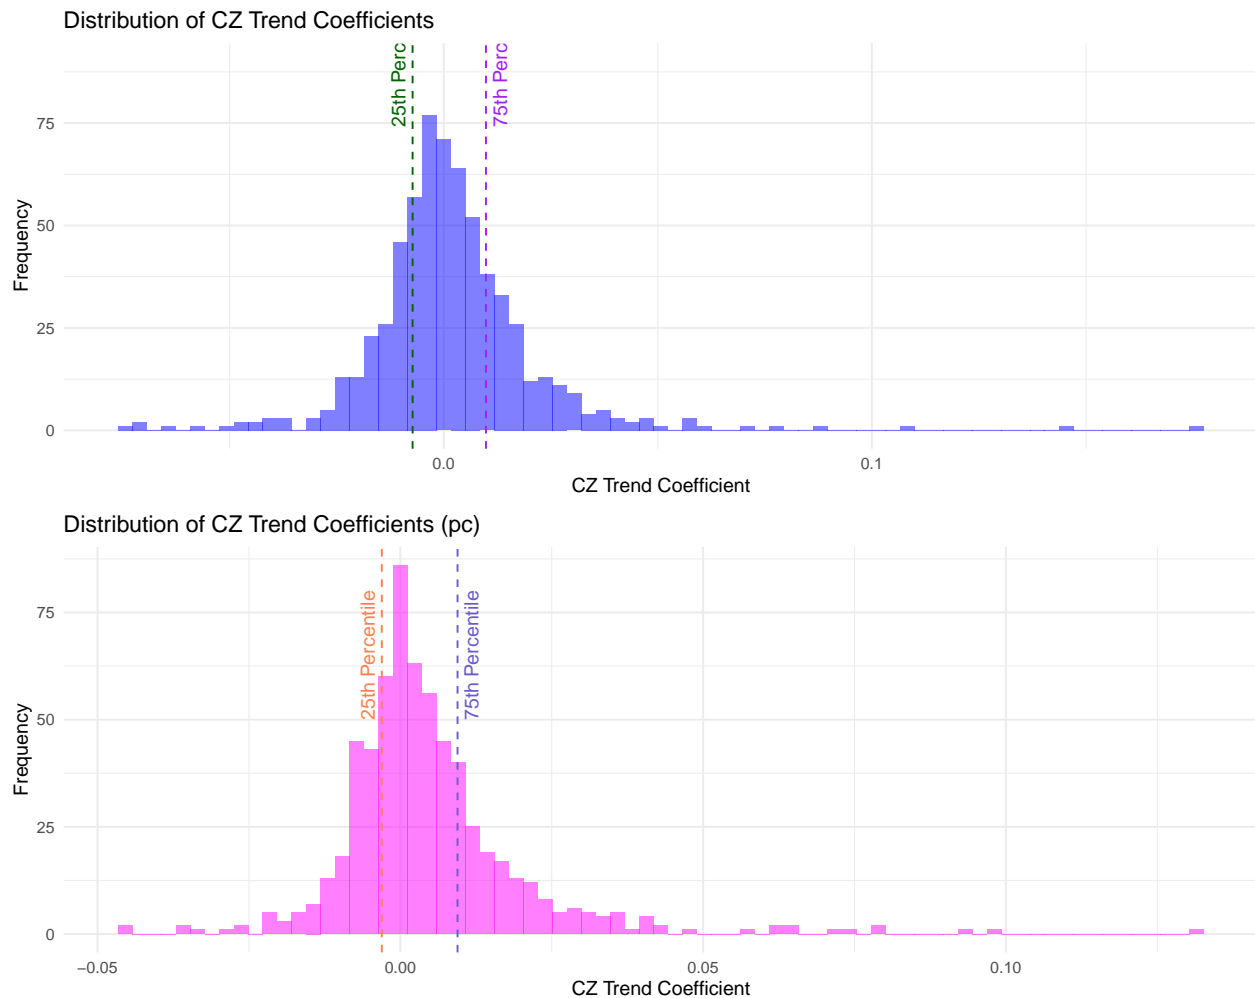 Distribution of CZ Trend Coefficients
25th Perc
75th Perc
75
50
25
0
Frequency
0.0
0.1
CZ Trend Coefficient
Distribution of CZ Trend Coefficients (pc)
25th Percentile
75th Percentile
75
50
25
0
Frequency
−0.05
0.00
0.05
0.10
CZ Trend Coefficient